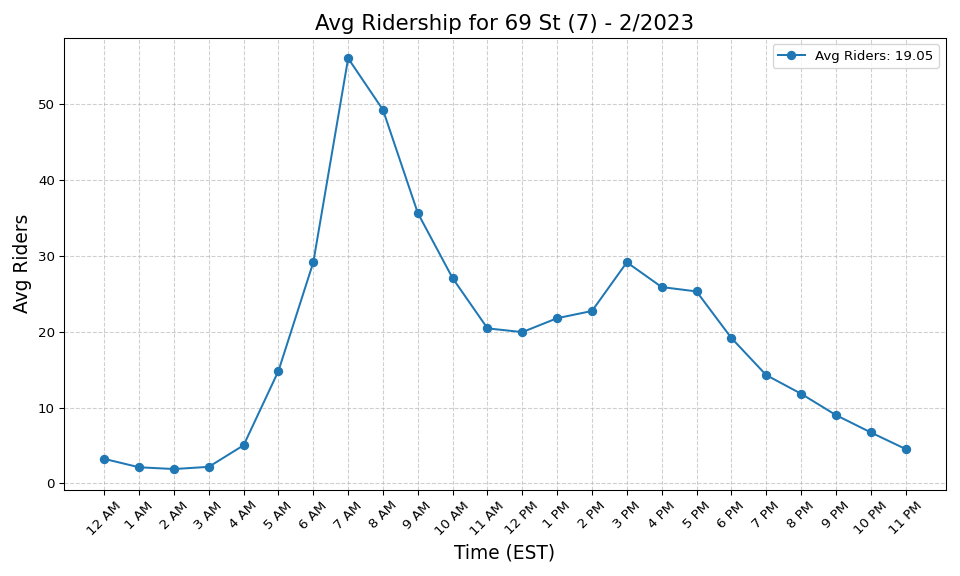 Avg Ridership for 69 St (7) - 2/2023
Avg Riders: 19.05
Avg Riders
50
40
30
20
10
0
12 AM
1 AM
2 AM
3 AM
4 AM
5 AM
6 AM
7 AM
8 AM
9 AM
10 AM
11 AM
12 PM
1 PM
2 PM
3 PM
4 PM
5 PM
6 PM
7 PM
8 PM
9 PM
10 PM
11 PM
Time (EST)